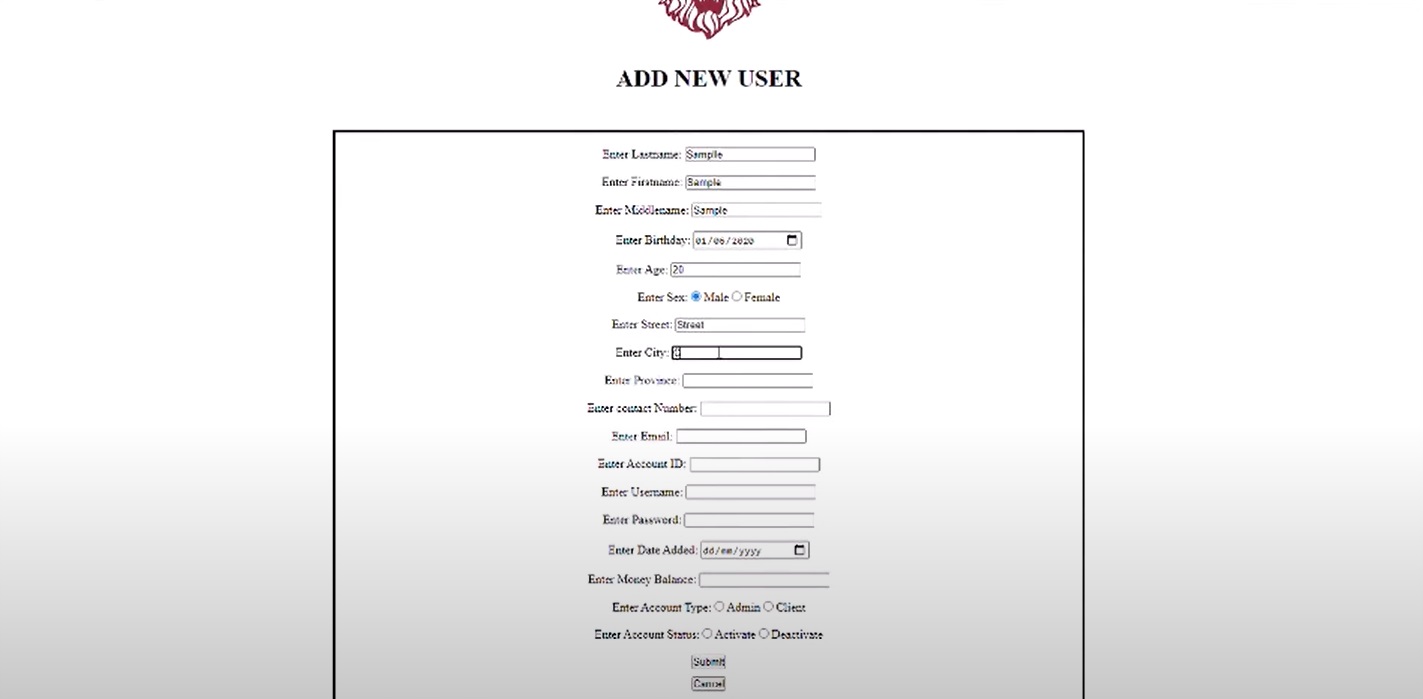 ADD NEW USER
Enter Lastname: Sample
Enter Firstname: Sample
Enter Middlename: Sample
Enter Birthday: 01/06/2020
Enter Age: 20
Enter Sex: Male Female
Enter Street: Street
Enter City:
Enter Province:
Enter contact Number:
Enter Email:
Enter Account ID:
Enter Username:
Enter Password:
Enter Date Added: dd/mm/yyyy
Enter Money Balance:
Enter Account Type: Admin Client
Enter Account Status: Activate Deactivate
Submit
Cancel